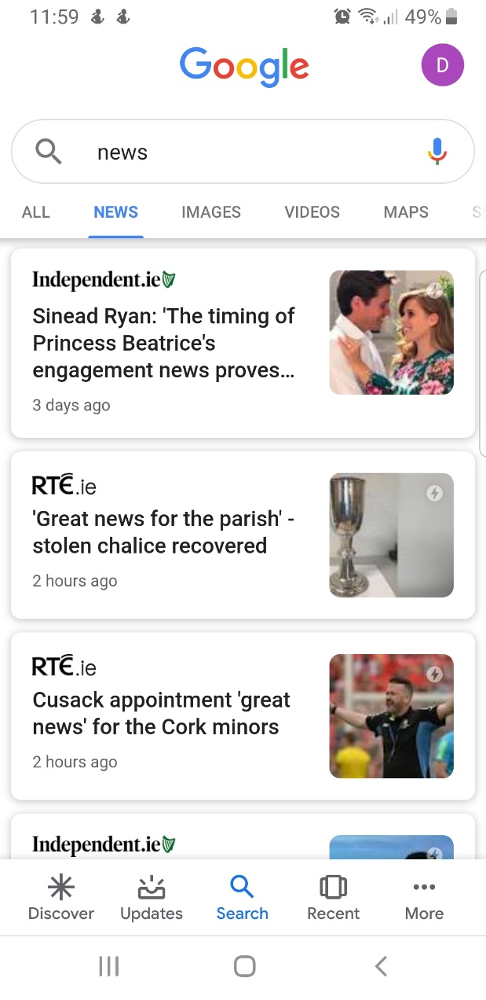 11:59 49%
Google D
news
ALL NEWS IMAGES VIDEOS MAPS
Independent.ie
Sinead Ryan: 'The timing of
Princess Beatrice's
engagement news proves...
3 days ago
RTÉ.ie
'Great news for the parish' -
stolen chalice recovered
2 hours ago
RTÉ.ie
Cusack appointment 'great
news' for the Cork minors
2 hours ago
Independent.ie
Discover Updates Search Recent More